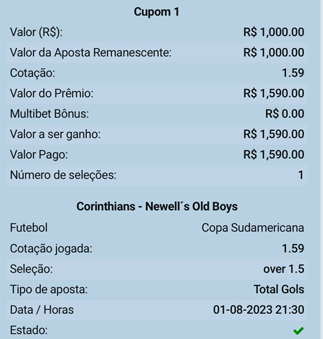 Cupom 1
Valor (R$): R$ 1,000.00
Valor da Aposta Remanescente: R$ 1,000.00
Cotação: 1.59
Valor do Prêmio: R$ 1,590.00
Multibet Bônus: R$ 0.00
Valor a ser ganho: R$ 1,590.00
Valor Pago: R$ 1,590.00
Número de seleções: 1
Corinthians - Newell´s Old Boys
Futebol Copa Sudamericana
Cotação jogada: 1.59
Seleção: over 1.5
Tipo de aposta: Total Gols
Data / Horas 01-08-2023 21:30
Estado: